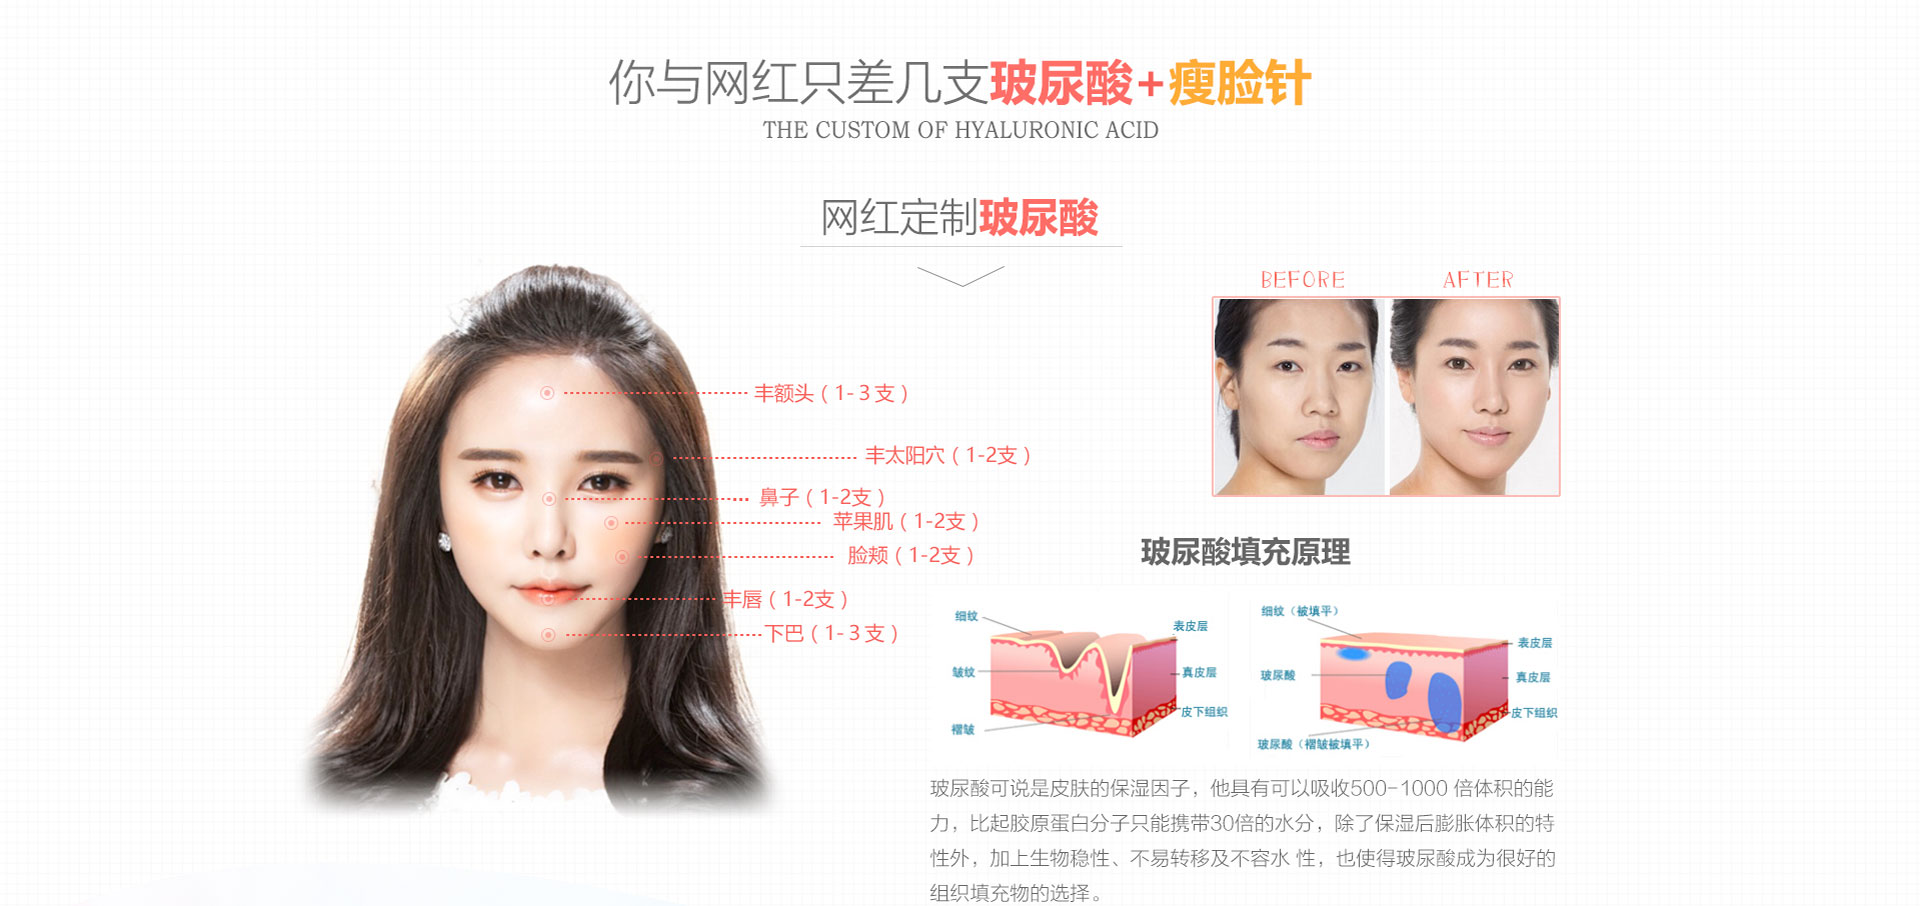 你与网红只差几支玻尿酸+瘦脸针
THE CUSTOM OF HYALURONIC ACID
网红定制玻尿酸
BEFORE
AFTER
丰额头（1-3支）
丰太阳穴（1-2支）
鼻子（1-2支）
苹果肌（1-2支）
脸颊（1-2支）
丰唇（1-2支）
下巴（1-3支）
玻尿酸填充原理
细纹
皱纹
褶皱
表皮层
真皮层
皮下组织
细纹（被填平）
玻尿酸
玻尿酸（褶皱被填平）
表皮层
真皮层
皮下组织
玻尿酸可说是皮肤的保湿因子，他具有可以吸收500-1000 倍体积的能
力，比起胶原蛋白分子只能携带30倍的水分，除了保湿后膨胀体积的特
性外，加上生物稳性、不易转移及不容水 性，也使得玻尿酸成为很好的
组织填充物的选择。